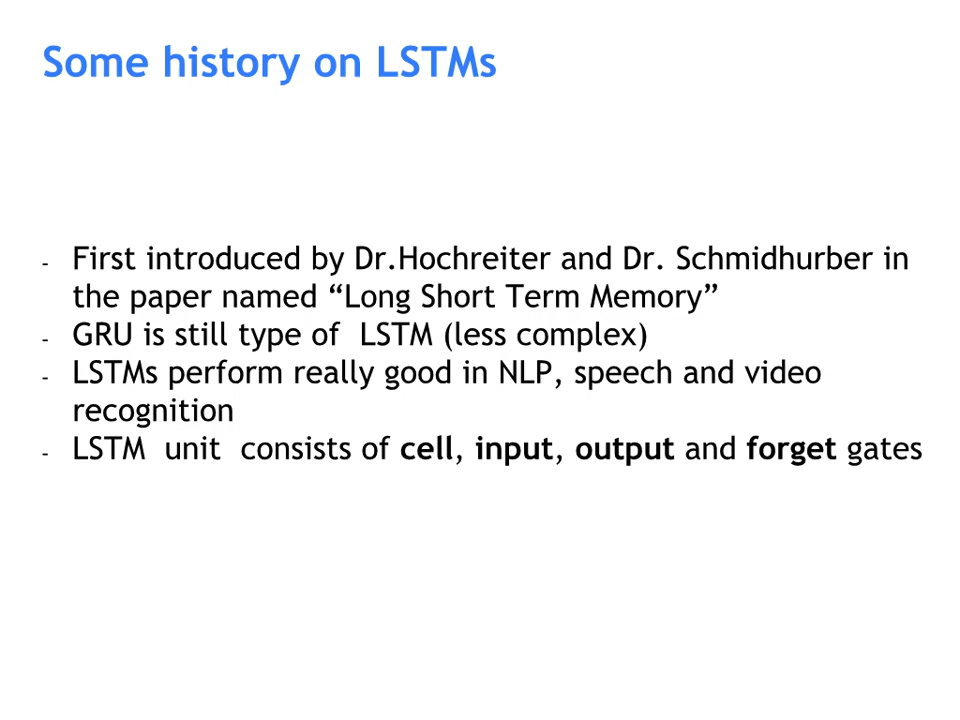 Some history on LSTMs
- First introduced by Dr.Hochreiter and Dr. Schmidhurber in
the paper named “Long Short Term Memory”
- GRU is still type of  LSTM (less complex)
- LSTMs perform really good in NLP, speech and video
recognition
- LSTM  unit  consists of cell, input, output and forget gates